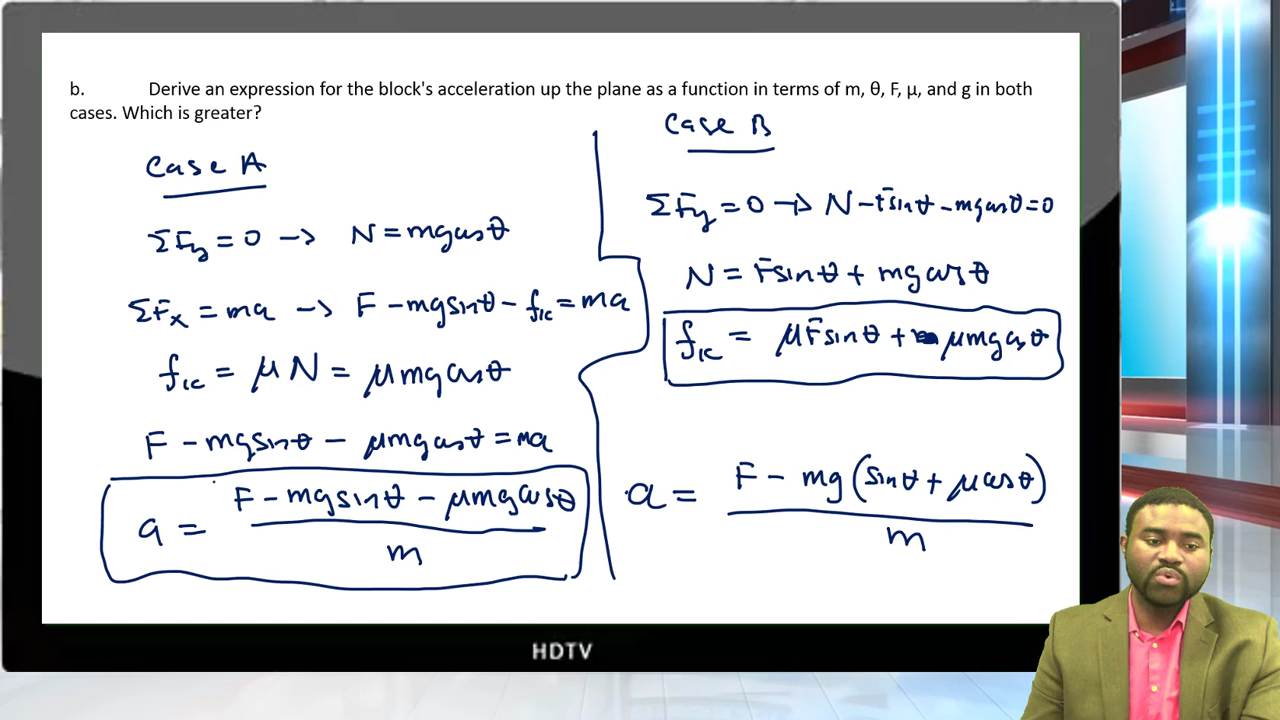 b. Derive an expression for the block's acceleration up the plane as a function in terms of m, θ, F, μ, and g in both
cases. Which is greater?
Case A
ΣFy = 0 → N = mgcosθ
ΣFx = ma → F - mgsinθ - fk = ma
fk = μN = μmgcosθ
F - mgsinθ - μmgcosθ = ma
a = (F - mgsinθ - μmgcosθ) / m
Case B
ΣFy = 0 → N - Fsinθ - mgcosθ = 0
N = Fsinθ + mgcosθ
fk = μFsinθ + μmgcosθ
a = (F - mg(sinθ + μcosθ)) / m
HDTV